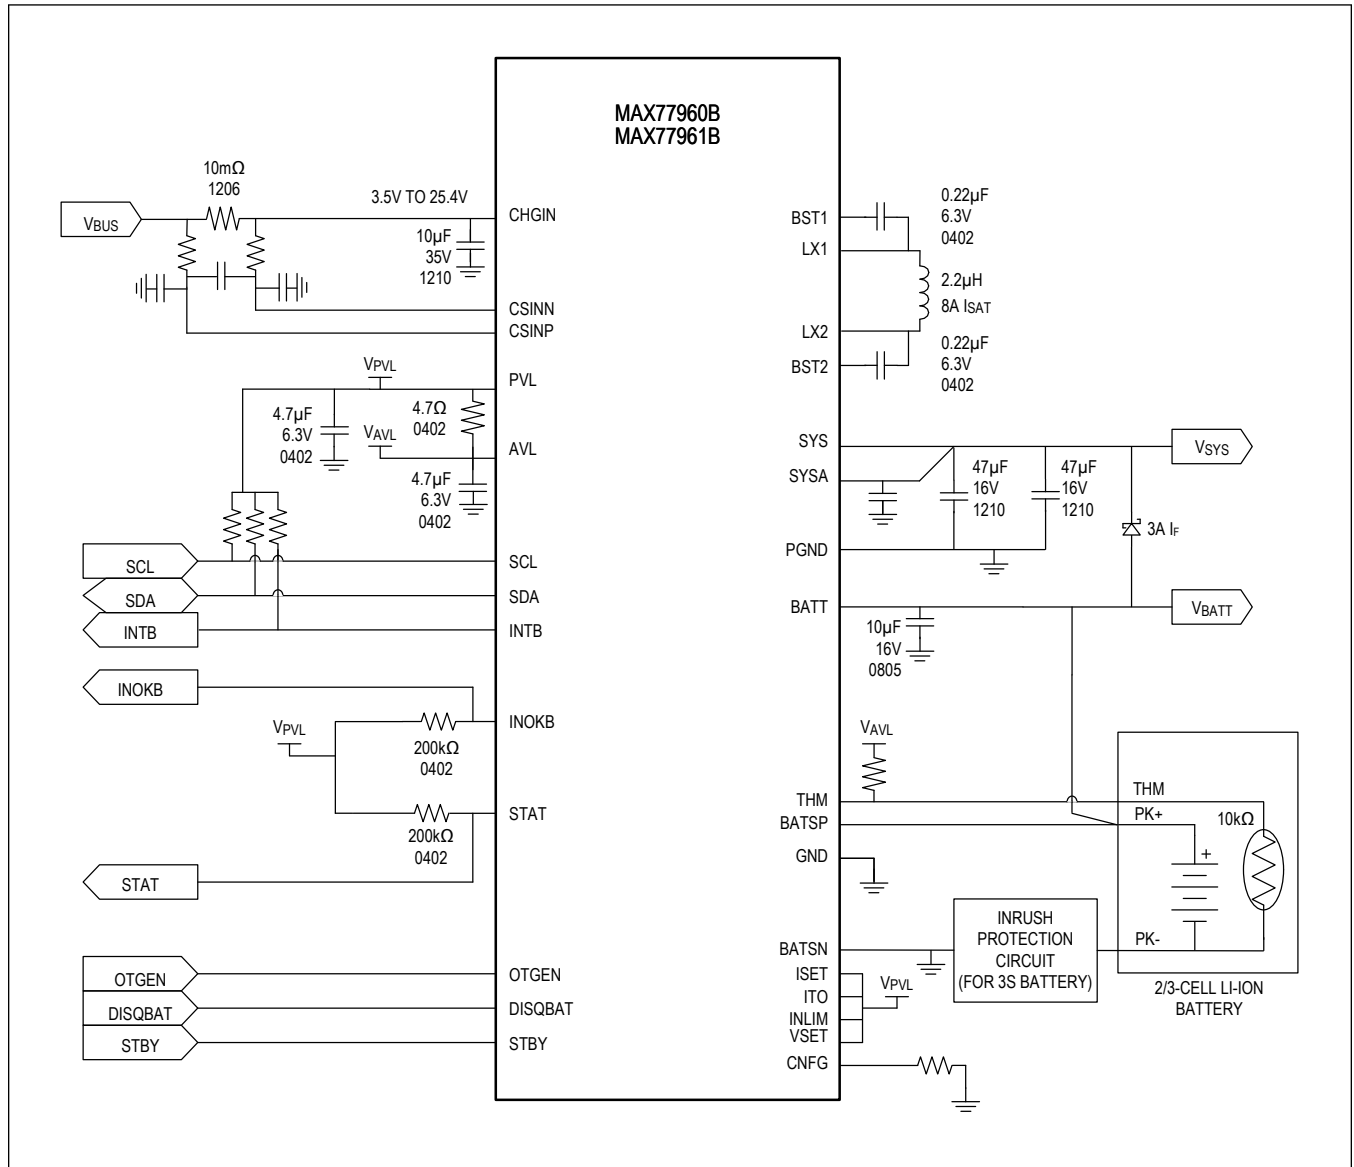 MAX77960B
MAX77961B
10mΩ
1206
3.5V TO 25.4V
VBUS
CHGIN
10µF
35V
1210
CSINN
CSINP
VPVL
PVL
4.7µF
6.3V
0402
4.7Ω
0402
VAVL
AVL
4.7µF
6.3V
0402
SCL
SCL
SDA
SDA
INTB
INTB
INOKB
INOKB
VPVL
200kΩ
0402
STAT
200kΩ
0402
STAT
OTGEN
OTGEN
DISQBAT
DISQBAT
STBY
STBY
BST1
0.22µF
6.3V
0402
LX1
2.2µH
8A ISAT
LX2
0.22µF
6.3V
0402
BST2
SYS
VSYS
SYSA
47µF
16V
1210
47µF
16V
1210
3A IF
PGND
BATT
VBATT
10µF
16V
0805
VAVL
THM
THM
BATSP
PK+
10kΩ
+
GND
BATSN
INRUSH
PROTECTION
CIRCUIT
(FOR 3S BATTERY)
PK-
2/3-CELL LI-ION
BATTERY
ISET
ITO
INLIM
VSET
VPVL
CNFG